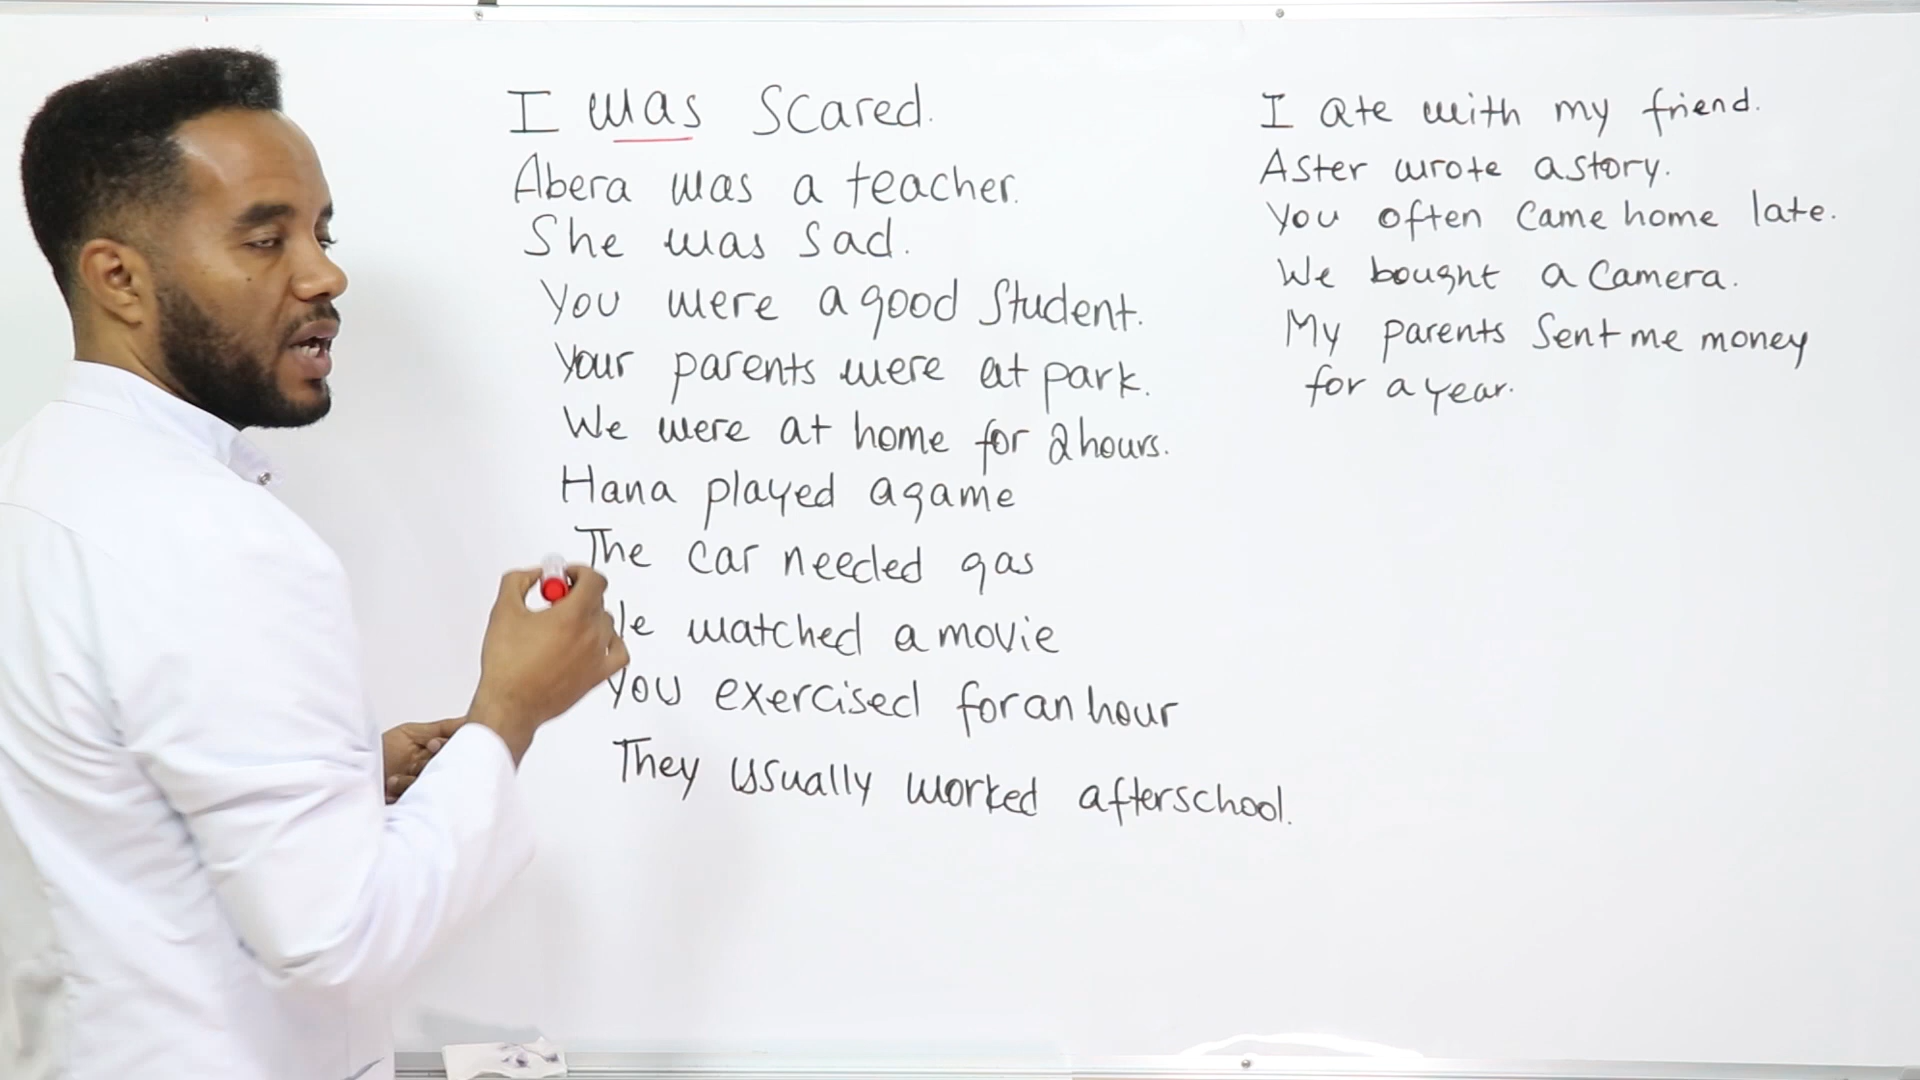 I was scared.
Abera was a teacher.
She was sad.
You were a good student.
Your parents were at park.
We were at home for 2 hours.
Hana played a game
The car needed gas
watched a movie
You exercised for an hour
They usually worked after school.
I ate with my friend.
Aster wrote a story.
You often came home late.
We bought a camera.
My parents sent me money
for a year.